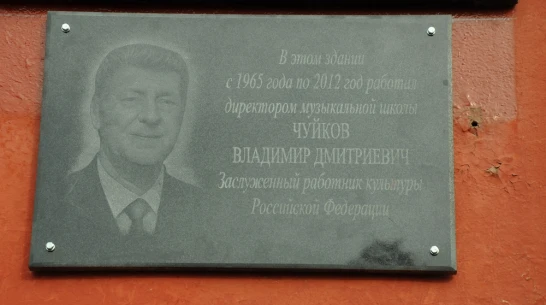 В этом здании
с 1965 года по 2012 год работал
директором музыкальной школы
ЧУЙКОВ
ВЛАДИМИР ДМИТРИЕВИЧ
Заслуженный работник культуры
Российской Федерации